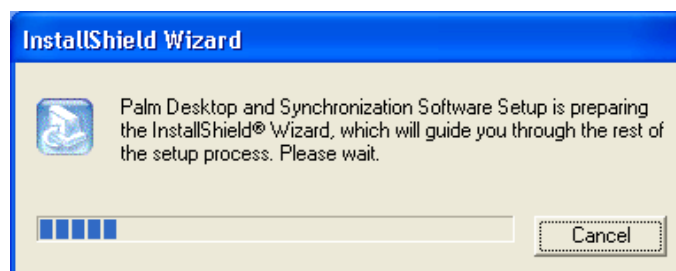 InstallShield Wizard
Palm Desktop and Synchronization Software Setup is preparing
the InstallShield® Wizard, which will guide you through the rest of
the setup process. Please wait.
Cancel